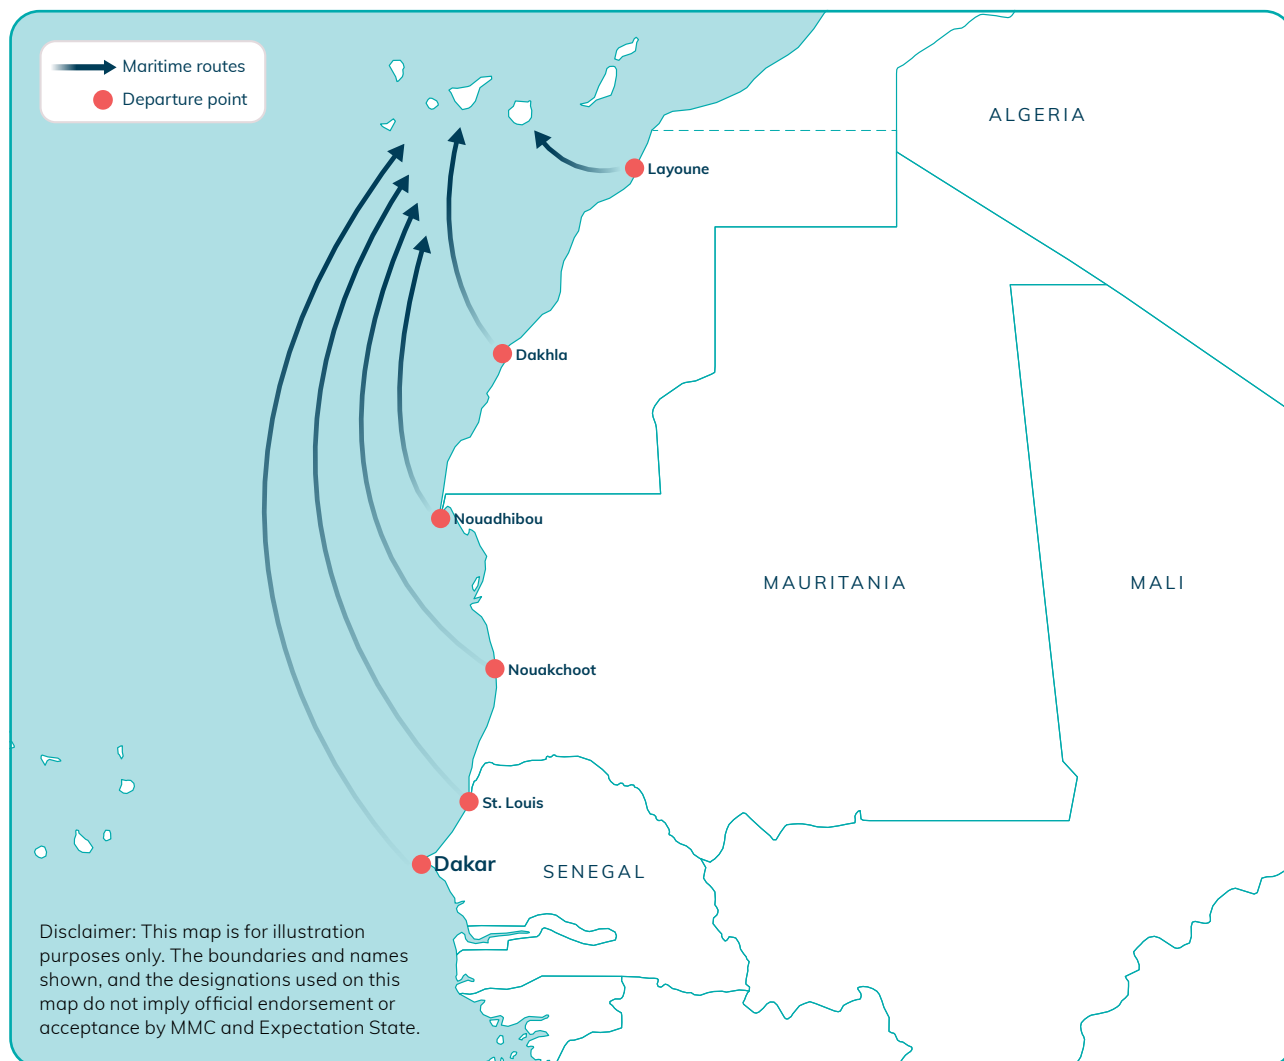 Maritime routes
Departure point
ALGERIA
Layoune
Dakhla
Nouadhibou
MAURITANIA
MALI
Nouakchoot
St. Louis
Dakar
SENEGAL
Disclaimer: This map is for illustration
purposes only. The boundaries and names
shown, and the designations used on this
map do not imply official endorsement or
acceptance by MMC and Expectation State.